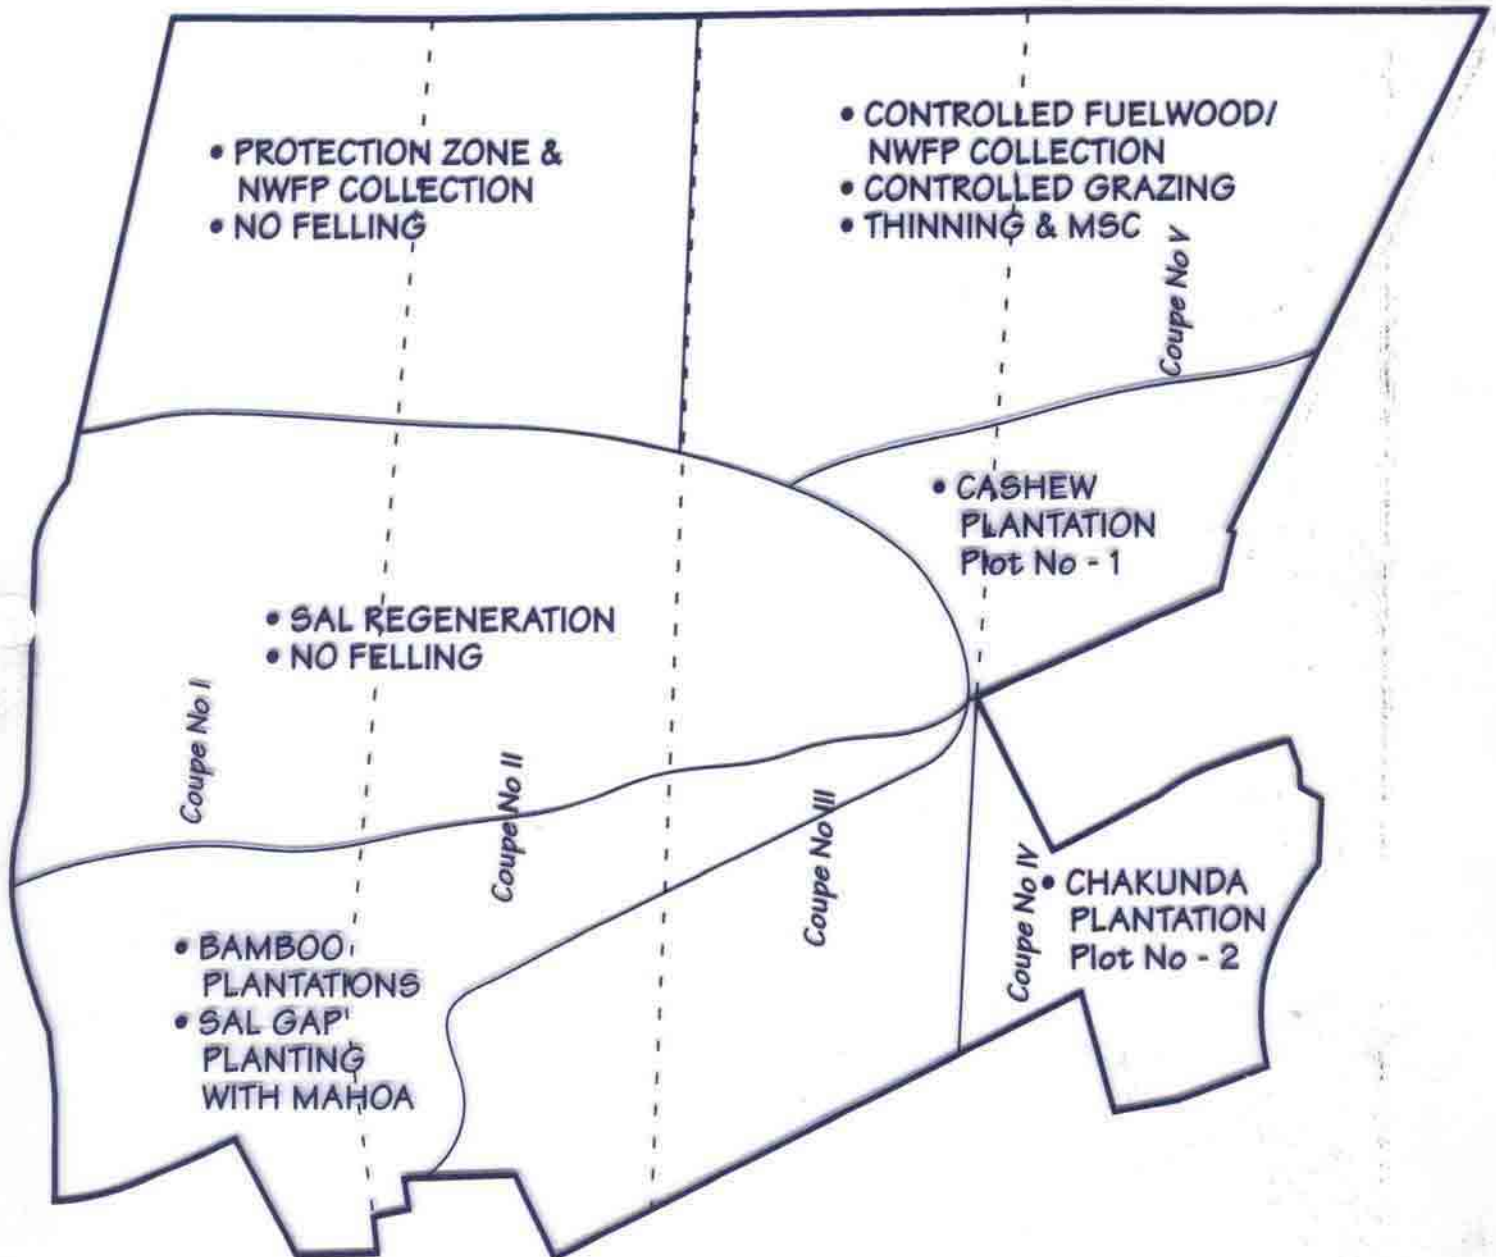 • PROTECTION ZONE &
NWFP COLLECTION
• NO FELLING
• CONTROLLED FUELWOOD/
NWFP COLLECTION
• CONTROLLED GRAZING
• THINNING & MSC
Coupe No V
• CASHEW
PLANTATION
Plot No - 1
• SAL REGENERATION
• NO FELLING
Coupe No I
Coupe No II
Coupe No III
Coupe No IV
• CHAKUNDA
PLANTATION
Plot No - 2
• BAMBOO
PLANTATIONS
• SAL GAP
PLANTING
WITH MAHOA